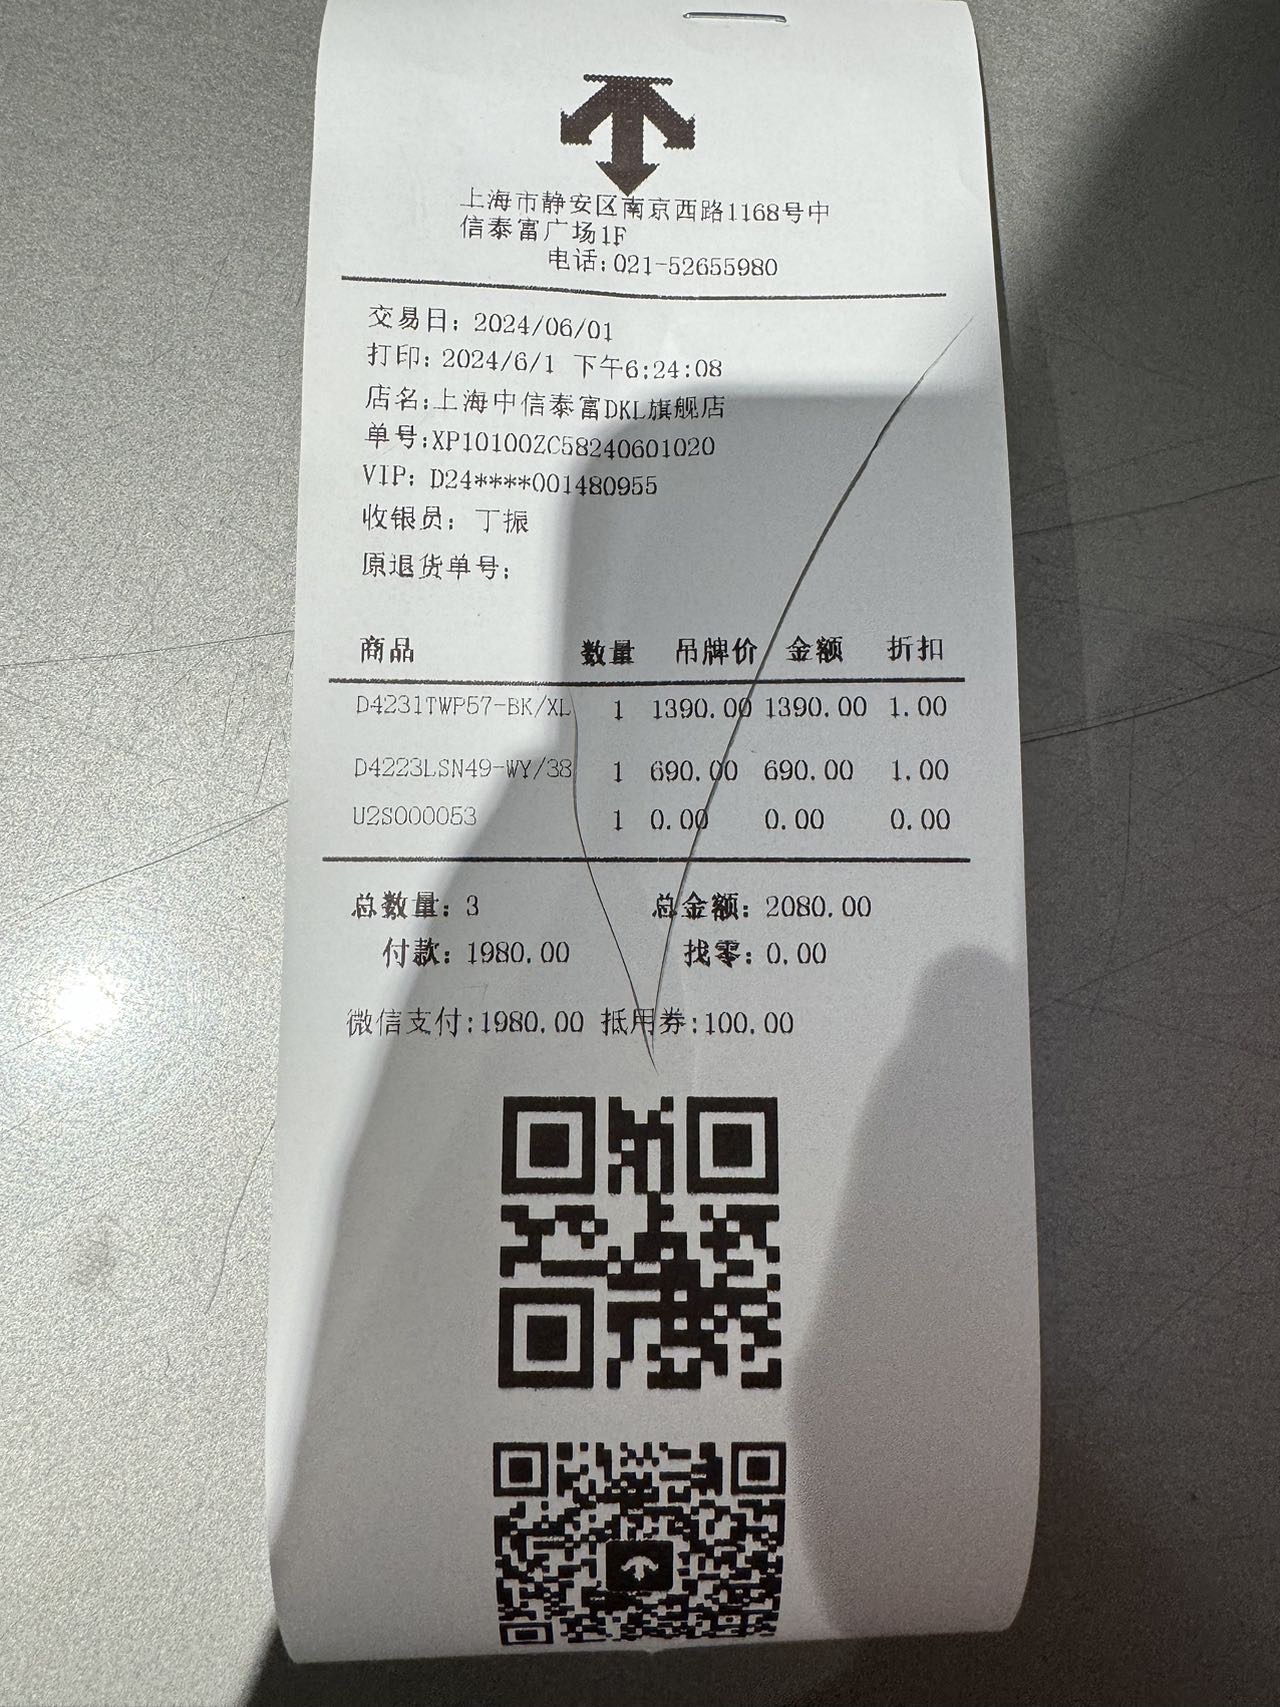 上海市静安区南京西路1168号中
信泰富广场1F
电话:021-52655980
交易日: 2024/06/01
打印: 2024/6/1 下午6:24:08
店名:上海中信泰富DKL旗舰店
单号:XP10100ZC58240601020
VIP: D24****001480955
收银员: 丁振
原退货单号:
商品 数量 吊牌价 金额 折扣
D4231TWP57-BK/XL 1 1390.00 1390.00 1.00
D4223LSN49-WY/38 1 690.00 690.00 1.00
U2S000053 1 0.00 0.00 0.00
总数量: 3 总金额: 2080.00
付款: 1980.00 找零: 0.00
微信支付:1980.00 抵用券:100.00